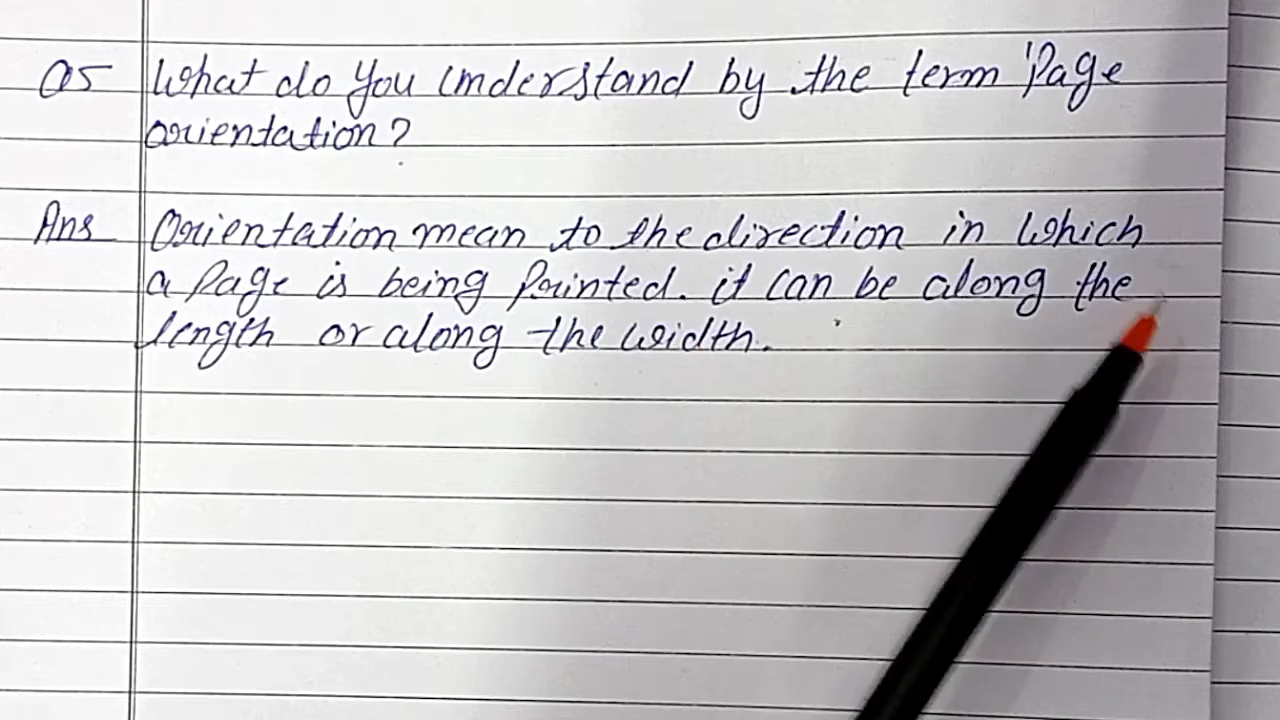 Q5 What do you understand by the term 'Page
orientation?
Ans Orientation mean to the direction in which
a Page is being Printed. it can be along the
length or along the width.